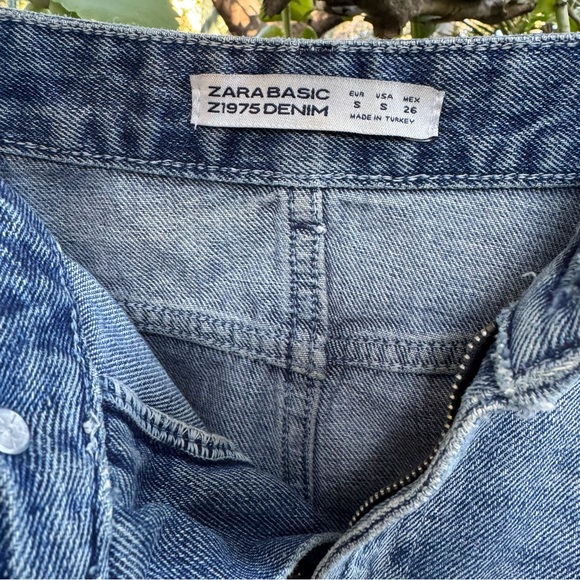 ZARA BASIC
Z1975 DENIM
EUR USA MEX
S S 26
MADE IN TURKEY